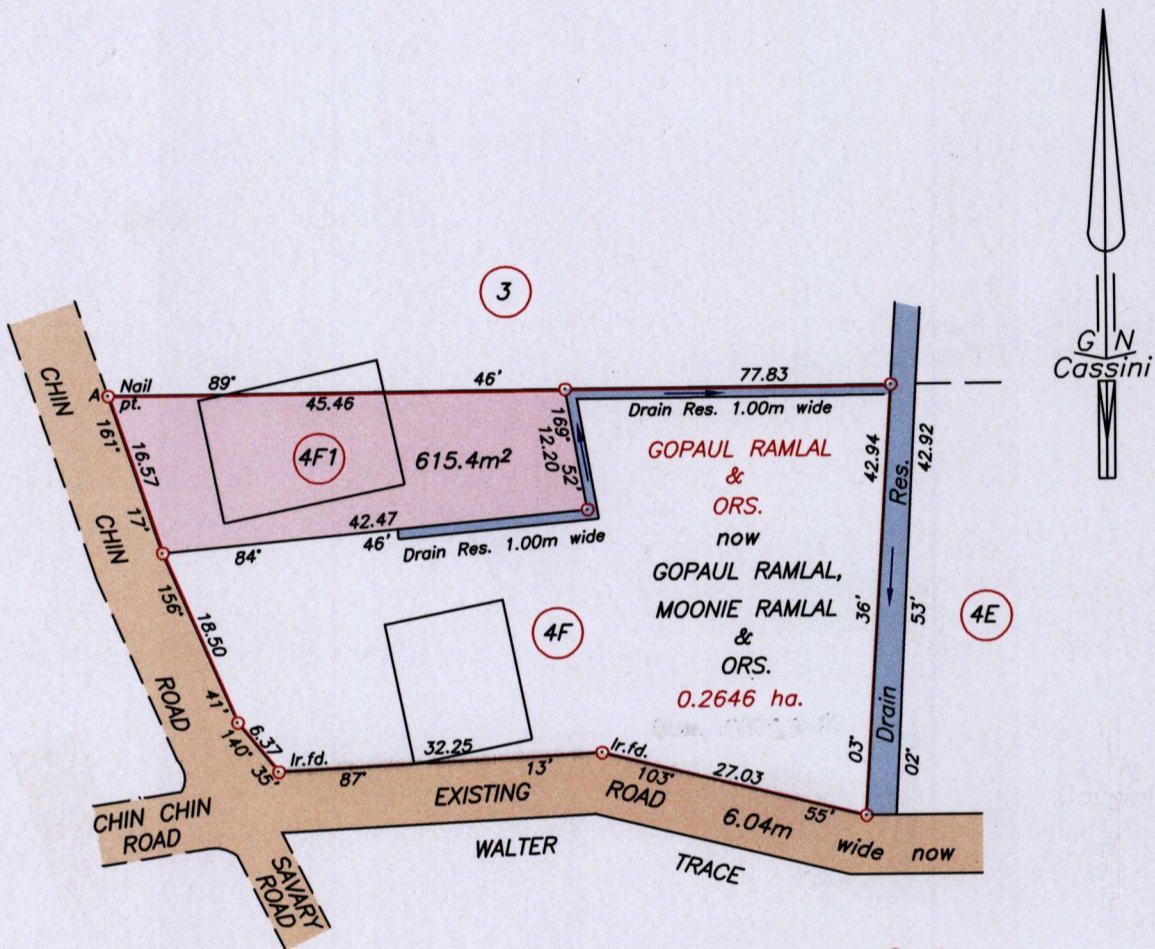 G N
Cassini
3
A
Nail
pt.
89° 46'
45.46
77.83
Drain Res. 1.00m wide
CHIN CHIN ROAD
161° 17'
16.57
4F1
615.4m²
169° 52'
12.20
42.47
84° 46'
Drain Res. 1.00m wide
GOPAUL RAMLAL
&
ORS.
now
GOPAUL RAMLAL,
MOONIE RAMLAL
&
ORS.
0.2646 ha.
42.94
03° 36'
Drain Res.
42.92
02° 53'
4E
4F
156° 41'
18.50
140° 35'
6.37
Ir.fd.
32.25
87° 13'
Ir.fd.
103° 55'
27.03
EXISTING ROAD 6.04m wide now
WALTER TRACE
CHIN CHIN
ROAD
SAVARY
ROAD